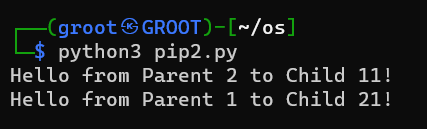 ┌──(groot㉿GROOT)-[~/os]
└─$ python3 pip2.py
Hello from Parent 2 to Child 11!
Hello from Parent 1 to Child 21!